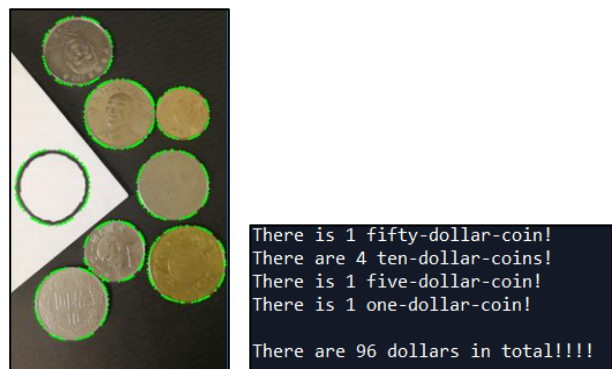 There is 1 fifty-dollar-coin!
There are 4 ten-dollar-coins!
There is 1 five-dollar-coin!
There is 1 one-dollar-coin!
There are 96 dollars in total!!!!